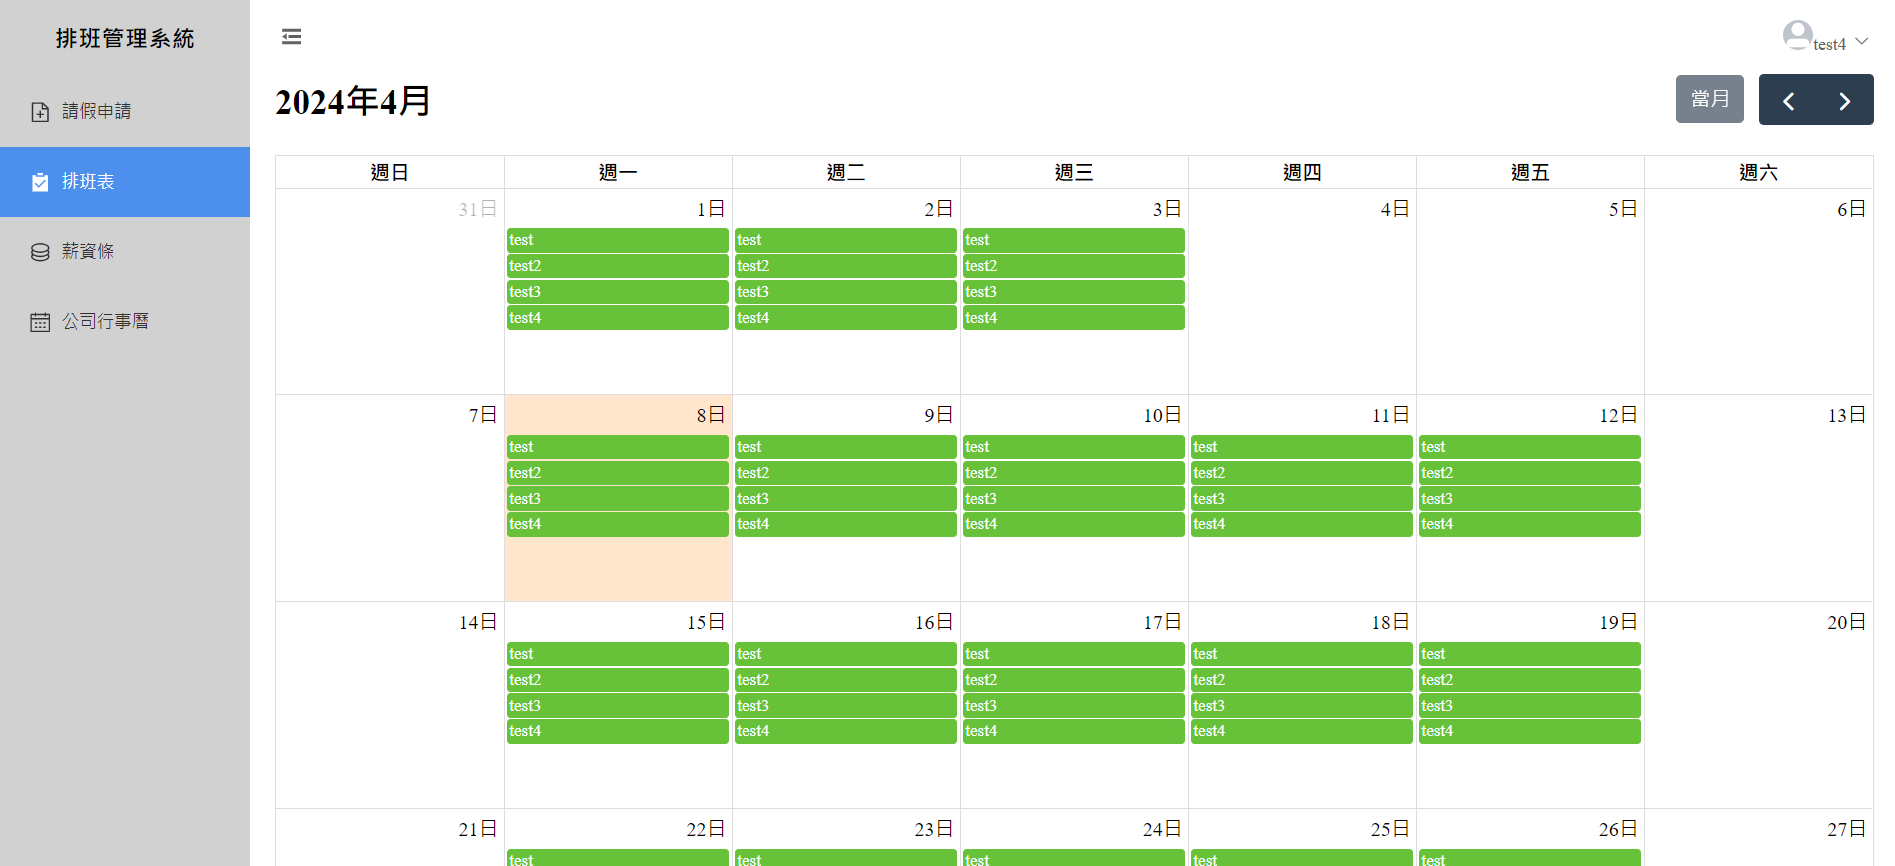 排班管理系統
請假申請
排班表
薪資條
公司行事曆
test4
2024年4月
當月
週日 週一 週二 週三 週四 週五 週六
31日 1日 2日 3日 4日 5日 6日
test test test
test2 test2 test2
test3 test3 test3
test4 test4 test4
7日 8日 9日 10日 11日 12日 13日
test test test test test
test2 test2 test2 test2 test2
test3 test3 test3 test3 test3
test4 test4 test4 test4 test4
14日 15日 16日 17日 18日 19日 20日
test test test test test
test2 test2 test2 test2 test2
test3 test3 test3 test3 test3
test4 test4 test4 test4 test4
21日 22日 23日 24日 25日 26日 27日
test test test test test